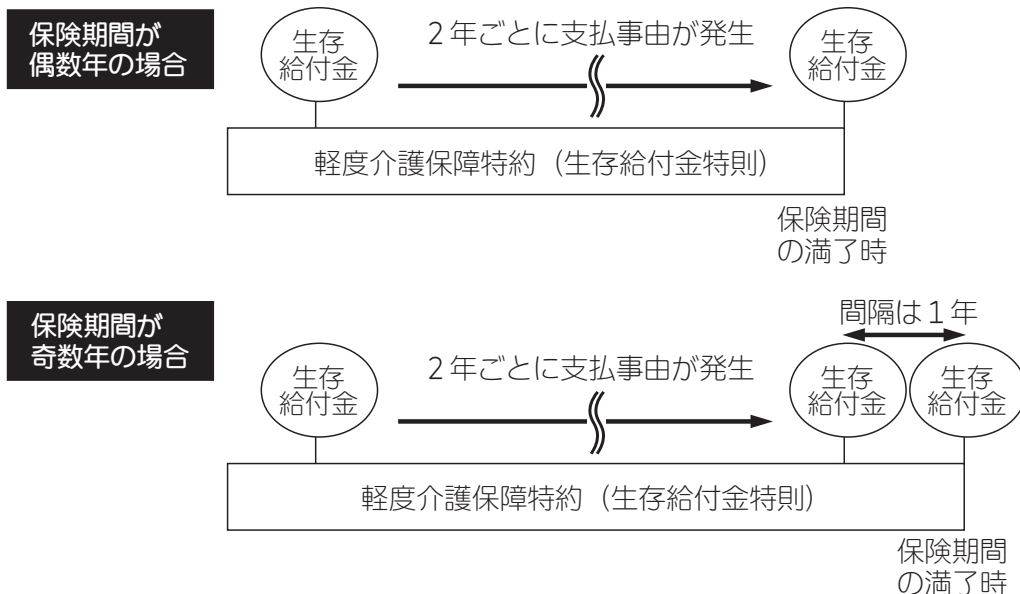 保険期間が
偶数年の場合
生存
給付金
2年ごとに支払事由が発生
生存
給付金
軽度介護保障特約（生存給付金特則）
保険期間
の満了時
保険期間が
奇数年の場合
間隔は1年
生存
給付金
2年ごとに支払事由が発生
生存
給付金
生存
給付金
軽度介護保障特約（生存給付金特則）
保険期間
の満了時